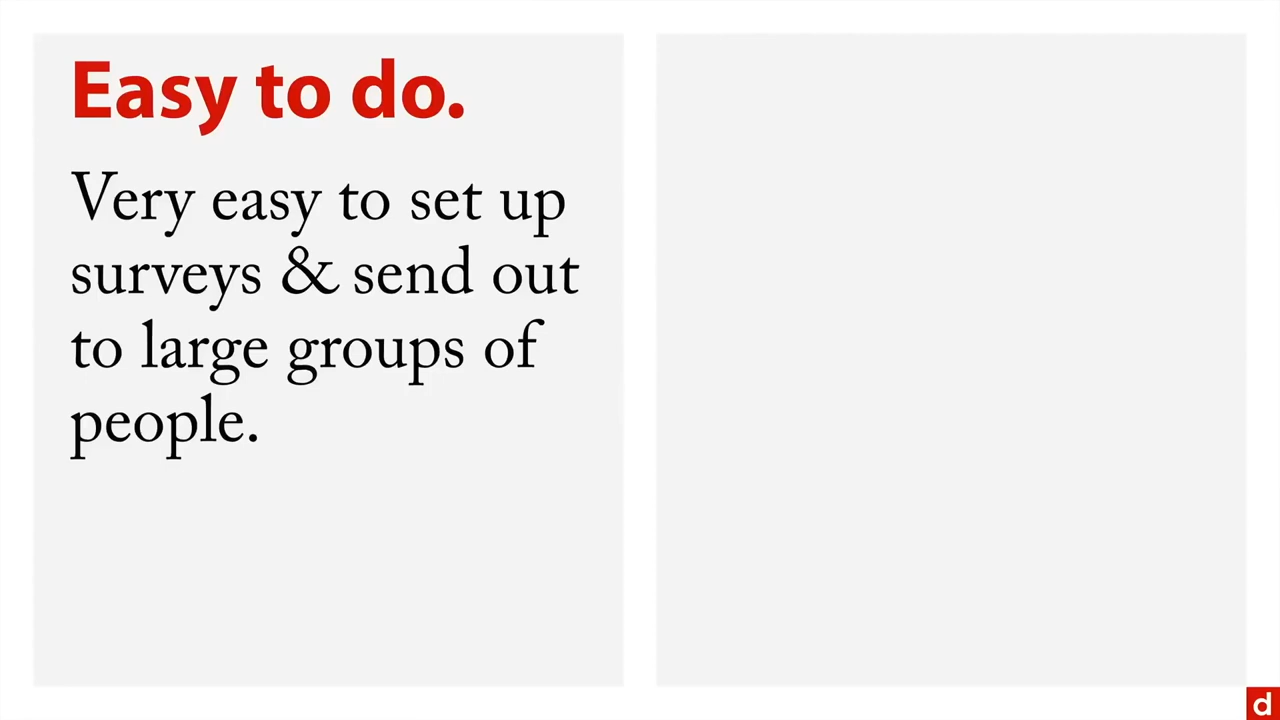 Easy to do.
Very easy to set up
surveys & send out
to large groups of
people.
d